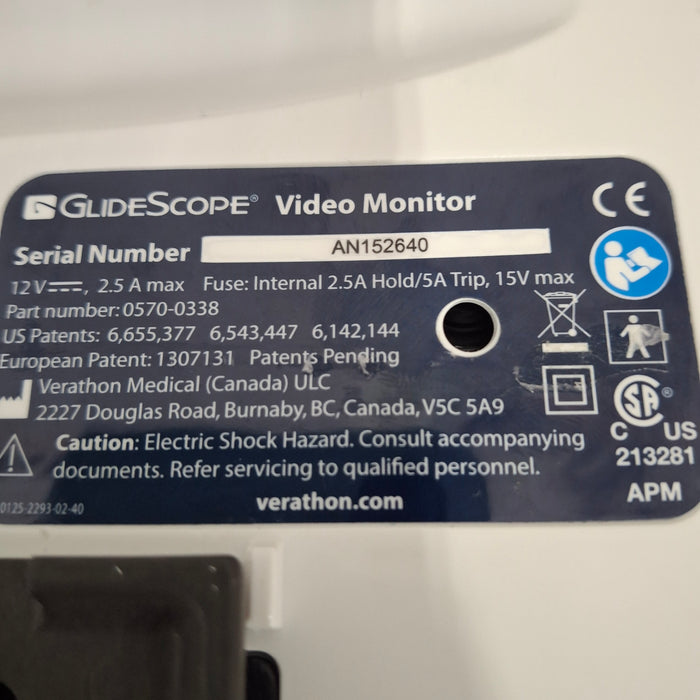 GLIDESCOPE® Video Monitor
CE
Serial Number AN152640
12 V, 2.5 A max Fuse: Internal 2.5A Hold/5A Trip, 15V max
Part number: 0570-0338
US Patents: 6,655,377 6,543,447 6,142,144
European Patent: 1307131 Patents Pending
Verathon Medical (Canada) ULC
2227 Douglas Road, Burnaby, BC, Canada, V5C 5A9
Caution: Electric Shock Hazard. Consult accompanying
documents. Refer servicing to qualified personnel.
0125-2293-02-40
verathon.com
SA®
C US
213281
APM